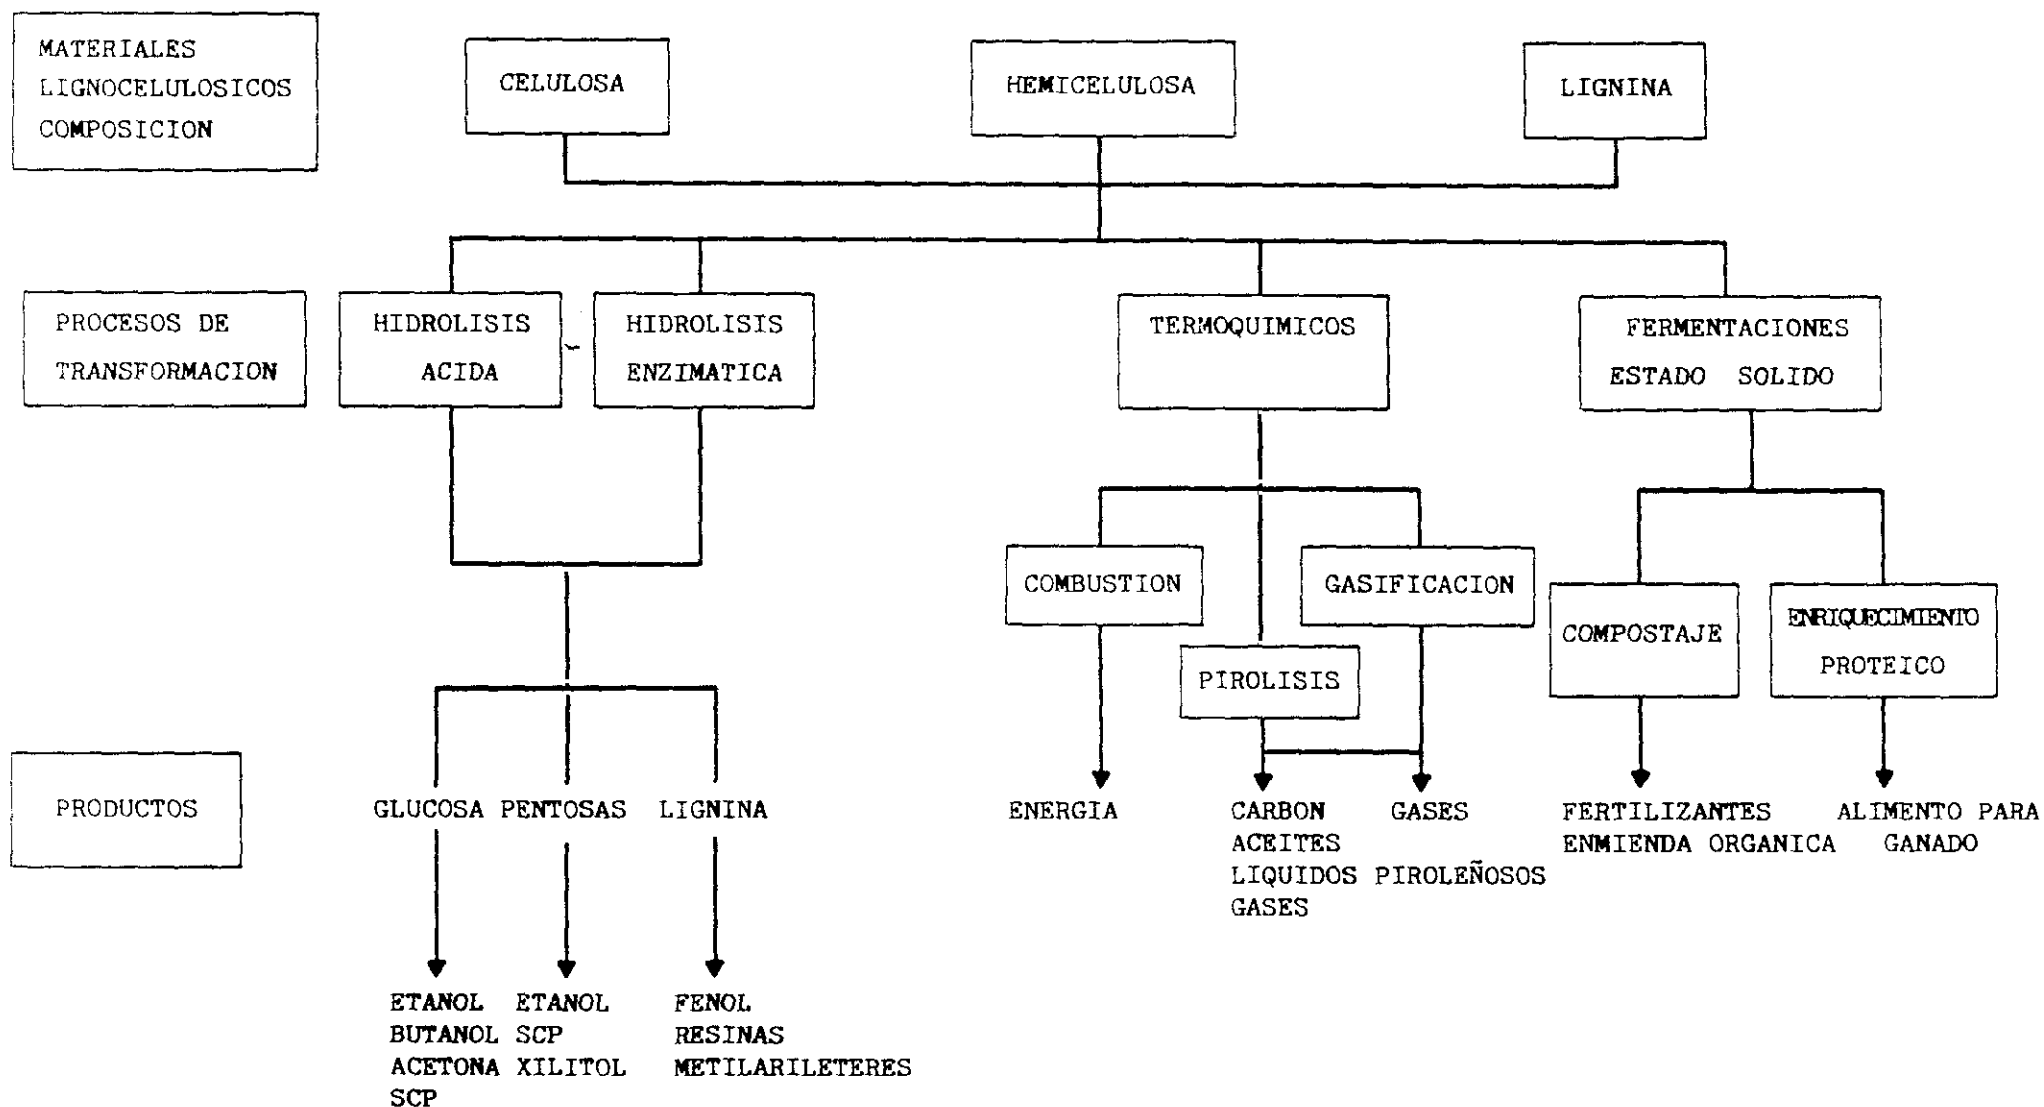 MATERIALES
LIGNOCELULOSICOS
COMPOSICION
CELULOSA
HEMICELULOSA
LIGNINA
PROCESOS DE
TRANSFORMACION
HIDROLISIS
ACIDA
HIDROLISIS
ENZIMATICA
TERMOQUIMICOS
FERMENTACIONES
ESTADO SOLIDO
COMBUSTION
PIROLISIS
GASIFICACION
COMPOSTAJE
ENRIQUECIMIENTO
PROTEICO
PRODUCTOS
GLUCOSA
PENTOSAS
LIGNINA
ENERGIA
CARBON
ACEITES
LIQUIDOS PIROLEÑOSOS
GASES
GASES
FERTILIZANTES
ENMIENDA ORGANICA
ALIMENTO PARA
GANADO
ETANOL
BUTANOL
ACETONA
SCP
ETANOL
SCP
XILITOL
FENOL
RESINAS
METILARILETERES